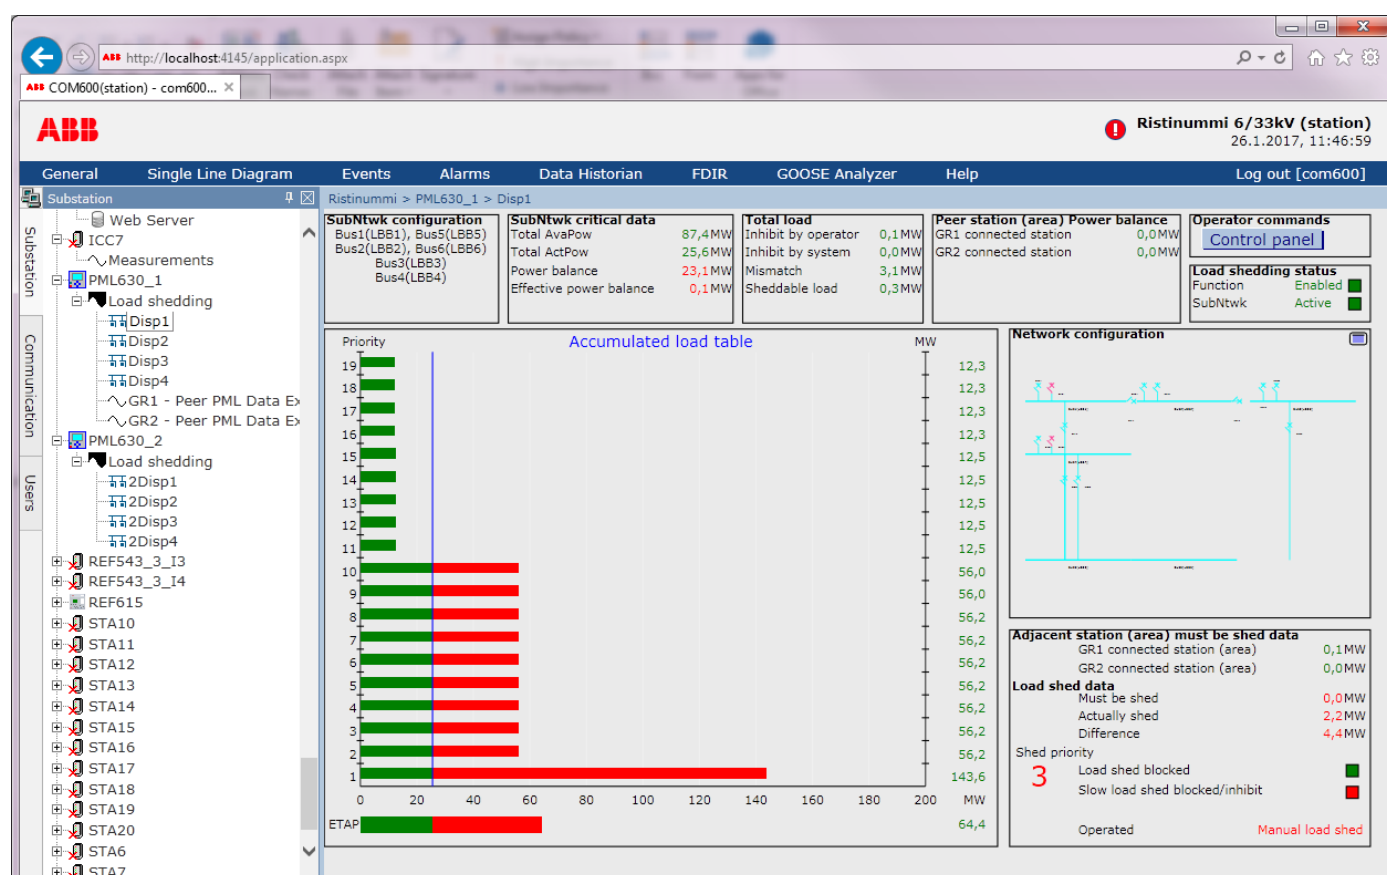 http://localhost:4145/application.aspx
ABB COM600(station) - com600...
ABB
Ristinummi 6/33kV (station)
26.1.2017, 11:46:59
General Single Line Diagram Events Alarms Data Historian FDIR GOOSE Analyzer Help Log out [com600]
Substation
Ristinummi > PML630_1 > Disp1
Substation
Communication
Users
Web Server
ICC7
Measurements
PML630_1
Load shedding
Disp1
Disp2
Disp3
Disp4
GR1 - Peer PML Data Ex
GR2 - Peer PML Data Ex
PML630_2
Load shedding
2Disp1
2Disp2
2Disp3
2Disp4
REF543_3_I3
REF543_3_I4
REF615
STA10
STA11
STA12
STA13
STA14
STA15
STA16
STA17
STA18
STA19
STA20
STA6
STA7
SubNtwk configuration
Bus1(LBB1), Bus5(LBB5)
Bus2(LBB2), Bus6(LBB6)
Bus3(LBB3)
Bus4(LBB4)
SubNtwk critical data
Total AvaPow 87,4MW
Total ActPow 25,6MW
Power balance 23,1MW
Effective power balance 0,1MW
Total load
Inhibit by operator 0,1MW
Inhibit by system 0,0MW
Mismatch 3,1MW
Sheddable load 0,3MW
Peer station (area) Power balance
GR1 connected station 0,0MW
GR2 connected station 0,0MW
Operator commands
Control panel
Load shedding status
Function Enabled
SubNtwk Active
Priority Accumulated load table MW
19 12,3
18 12,3
17 12,3
16 12,3
15 12,5
14 12,5
13 12,5
12 12,5
11 12,5
10 56,0
9 56,0
8 56,2
7 56,2
6 56,2
5 56,2
4 56,2
3 56,2
2 56,2
1 143,6
0 20 40 60 80 100 120 140 160 180 200 MW
ETAP 64,4
Network configuration
Adjacent station (area) must be shed data
GR1 connected station (area) 0,1MW
GR2 connected station (area) 0,0MW
Load shed data
Must be shed 0,0MW
Actually shed 2,2MW
Difference 4,4MW
Shed priority
3
Load shed blocked
Slow load shed blocked/inhibit
Operated Manual load shed